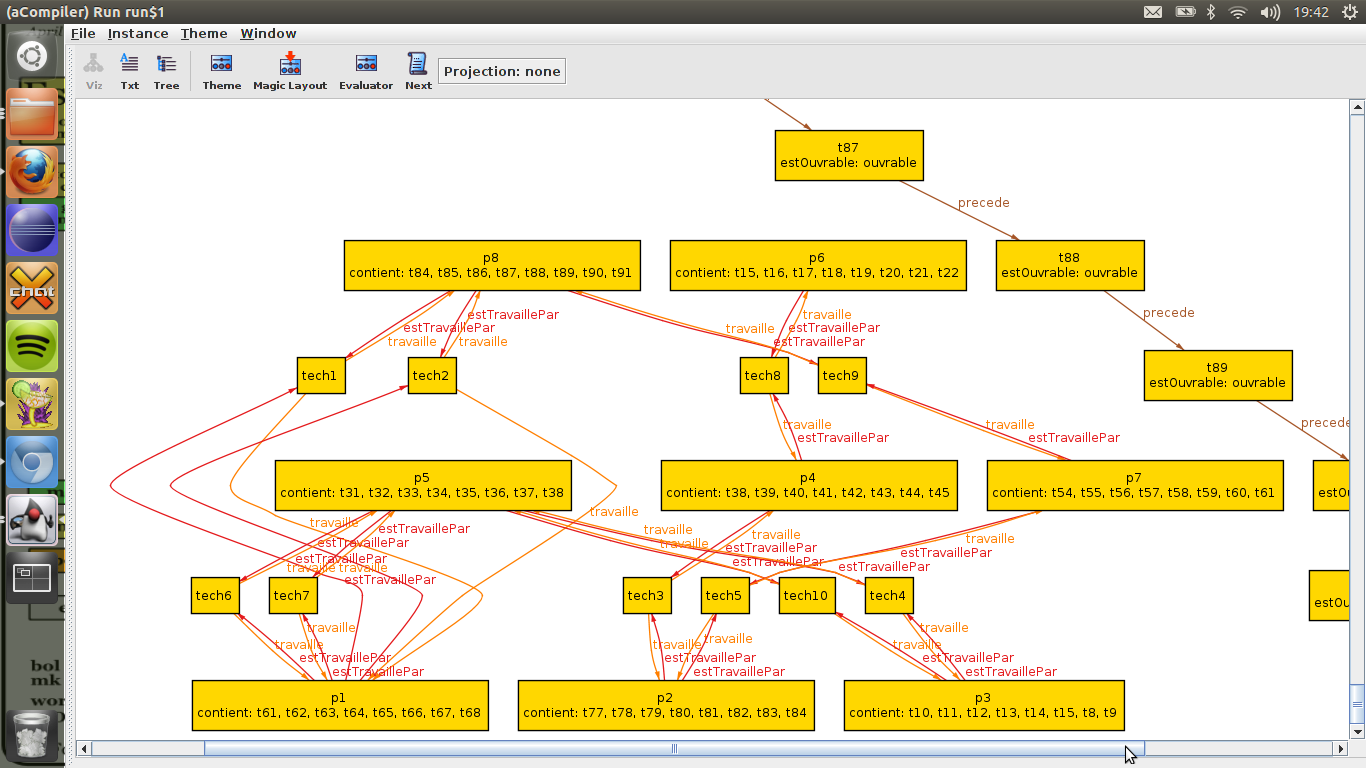 (aCompiler) Run run$1
19:42
File Instance Theme Window
Viz Txt Tree Theme Magic Layout Evaluator Next Projection: none
t87
estOuvrable: ouvrable
precede
p8
contient: t84, t85, t86, t87, t88, t89, t90, t91
p6
contient: t15, t16, t17, t18, t19, t20, t21, t22
t88
estOuvrable: ouvrable
precede
estTravaillePar
travaille
estTravaillePar
travaille
estTravaillePar
travaille
travaille
estTravaillePar
tech1
tech2
tech8
tech9
t89
estOuvrable: ouvrable
precede
travaille
estTravaillePar
travaille
estTravaillePar
p5
contient: t31, t32, t33, t34, t35, t36, t37, t38
p4
contient: t38, t39, t40, t41, t42, t43, t44, t45
p7
contient: t54, t55, t56, t57, t58, t59, t60, t61
estO
travaille
travaille
estTravaillePar
estTravaillePar
estTravaillePar
travaille
travaille
estTravaillePar
travaille
travaille
travaille
estTravaillePar
estTravaillePar
travaille
estTravaillePar
estTravaillePar
tech6
tech7
tech3
tech5
tech10
tech4
estOu
travaille
travaille
estTravaillePar
estTravaillePar
travaille
travaille
estTravaillePar
estTravaillePar
travaille
travaille
estTravaillePar
estTravaillePar
p1
contient: t61, t62, t63, t64, t65, t66, t67, t68
p2
contient: t77, t78, t79, t80, t81, t82, t83, t84
p3
contient: t10, t11, t12, t13, t14, t15, t8, t9
chat
bol
mk
wor